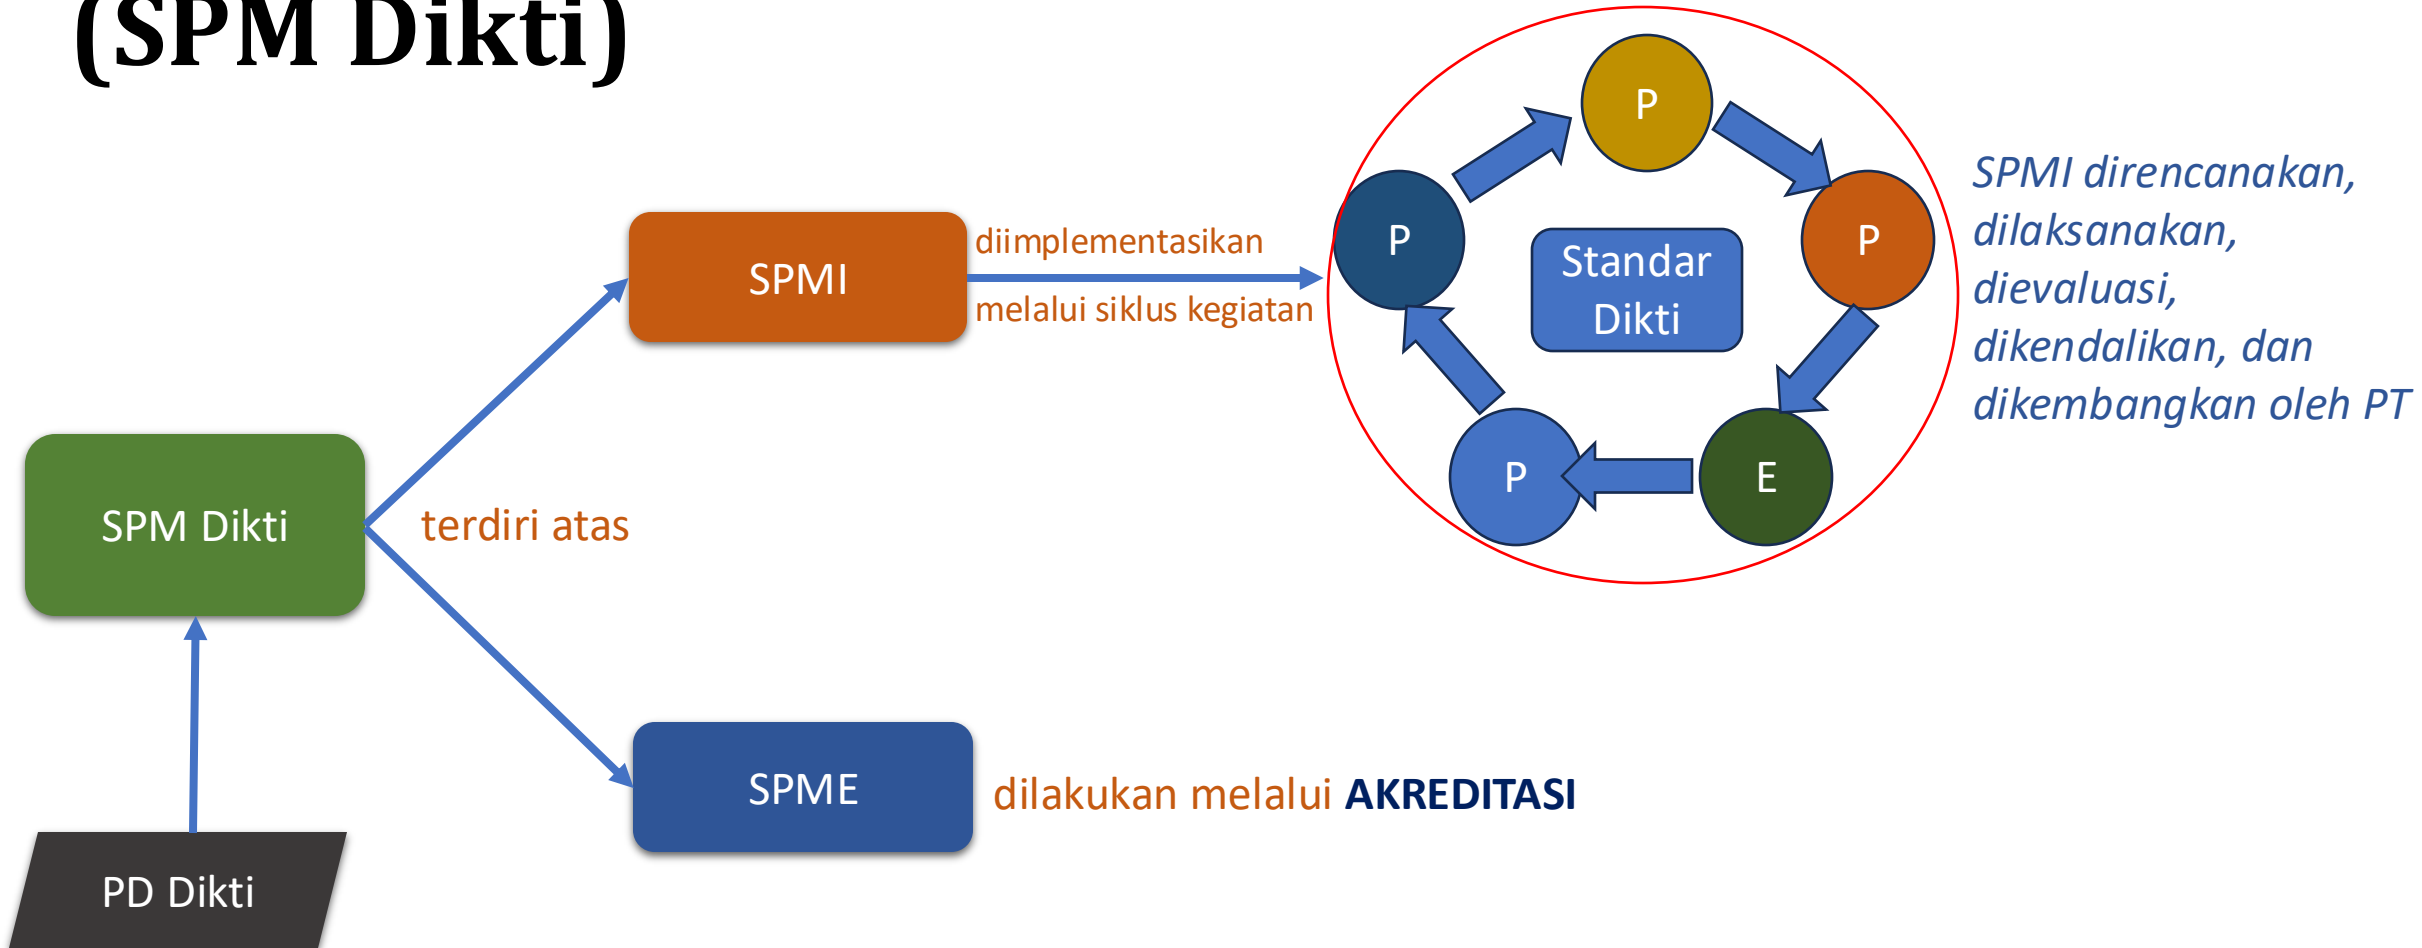 (SPM Dikti)
P
P
P
Standar
Dikti
P
E
SPMI direncanakan,
dilaksanakan,
dievaluasi,
dikendalikan, dan
dikembangkan oleh PT
SPMI
diimplementasikan
melalui siklus kegiatan
SPM Dikti
terdiri atas
SPME
dilakukan melalui AKREDITASI
PD Dikti